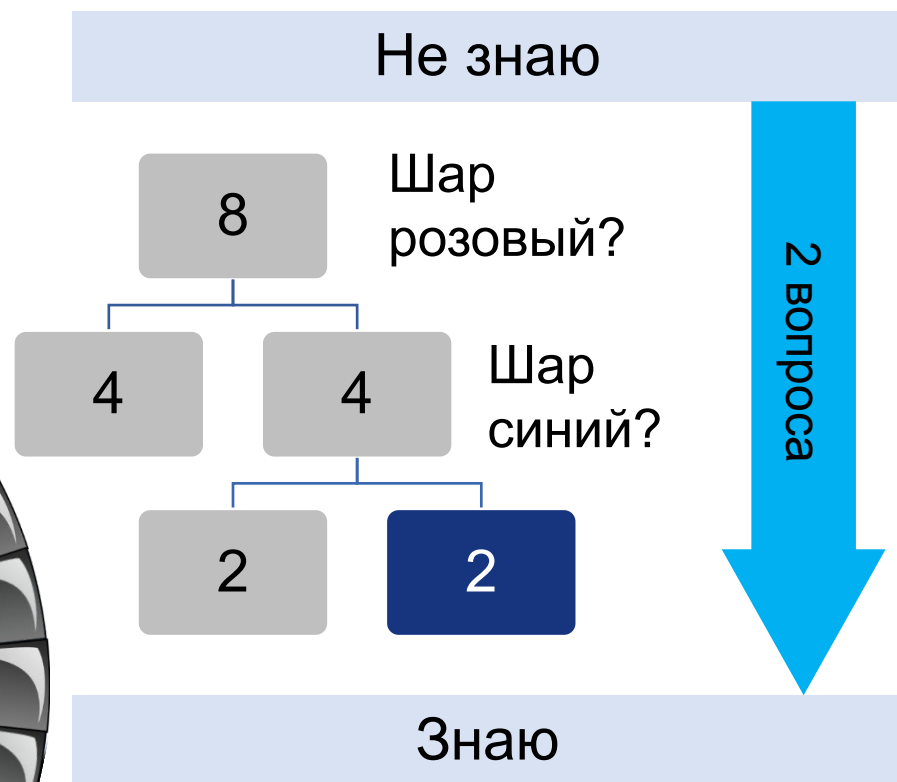 Не знаю
8
Шар
розовый?
4
4
Шар
синий?
2
2
2 вопроса
Знаю